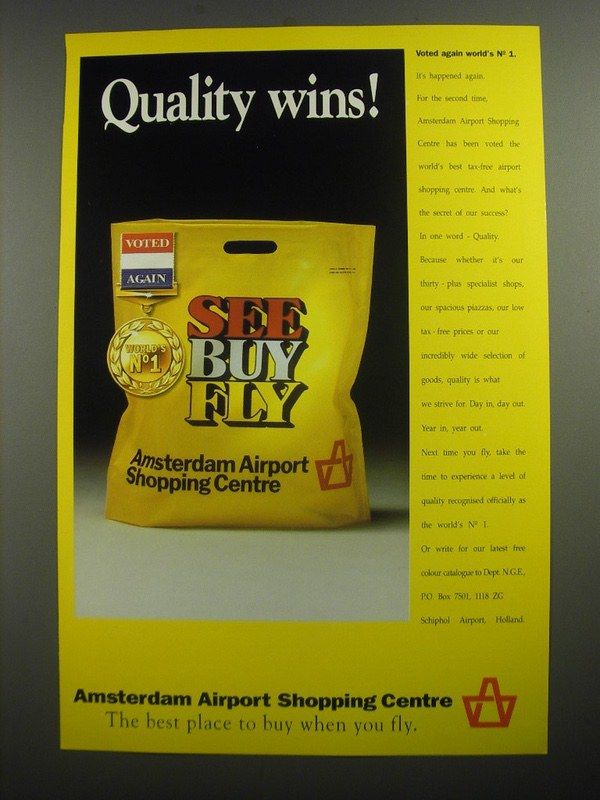 Quality wins!
VOTED
AGAIN
WORLD'S
Nº1
SEE
BUY
FLY
Amsterdam Airport
Shopping Centre
Voted again world's Nº 1.
It's happened again.
For the second time,
Amsterdam Airport Shopping
Centre has been voted the
world's best tax-free airport
shopping centre. And what's
the secret of our success?
In one word - Quality.
Because whether it's our
thirty - plus specialist shops,
our spacious piazzas, our low
tax - free prices or our
incredibly wide selection of
goods, quality is what
we strive for. Day in, day out.
Year in, year out.
Next time you fly, take the
time to experience a level of
quality recognised officially as
the world's Nº 1.
Or write for our latest free
colour catalogue to Dept. N.G.E.,
P.O. Box 7501, 1118 ZG
Schiphol Airport, Holland.
Amsterdam Airport Shopping Centre
The best place to buy when you fly.